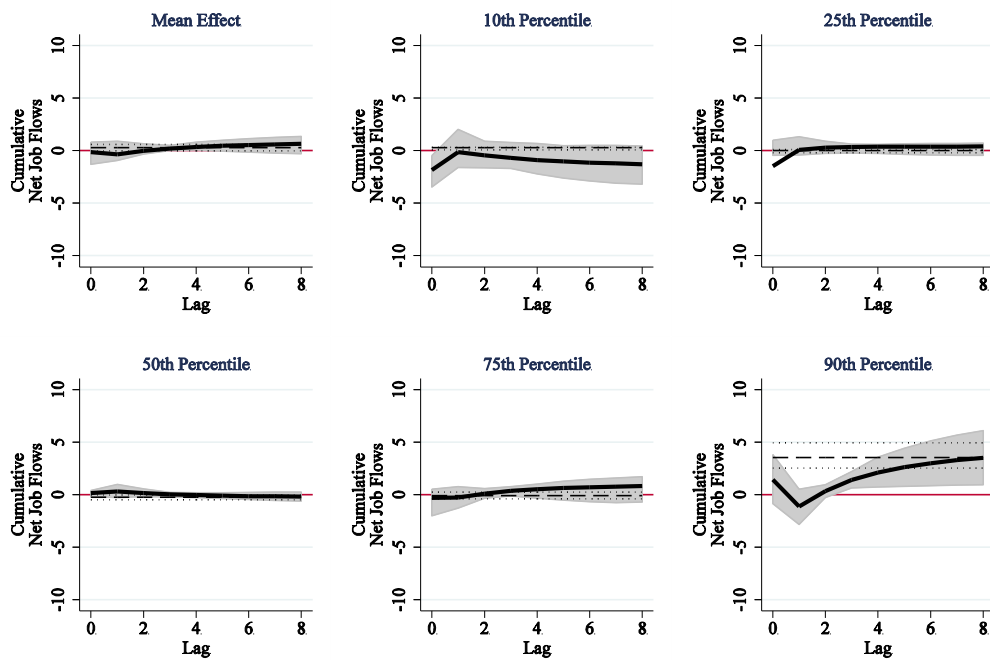 Mean Effect
Cumulative
Net Job Flows
10
5
0
-5
-10
0 2 4 6 8
Lag
10th Percentile
Cumulative
Net Job Flows
10
5
0
-5
-10
0 2 4 6 8
Lag
25th Percentile
Cumulative
Net Job Flows
10
5
0
-5
-10
0 2 4 6 8
Lag
50th Percentile
Cumulative
Net Job Flows
10
5
0
-5
-10
0 2 4 6 8
Lag
75th Percentile
Cumulative
Net Job Flows
10
5
0
-5
-10
0 2 4 6 8
Lag
90th Percentile
Cumulative
Net Job Flows
10
5
0
-5
-10
0 2 4 6 8
Lag